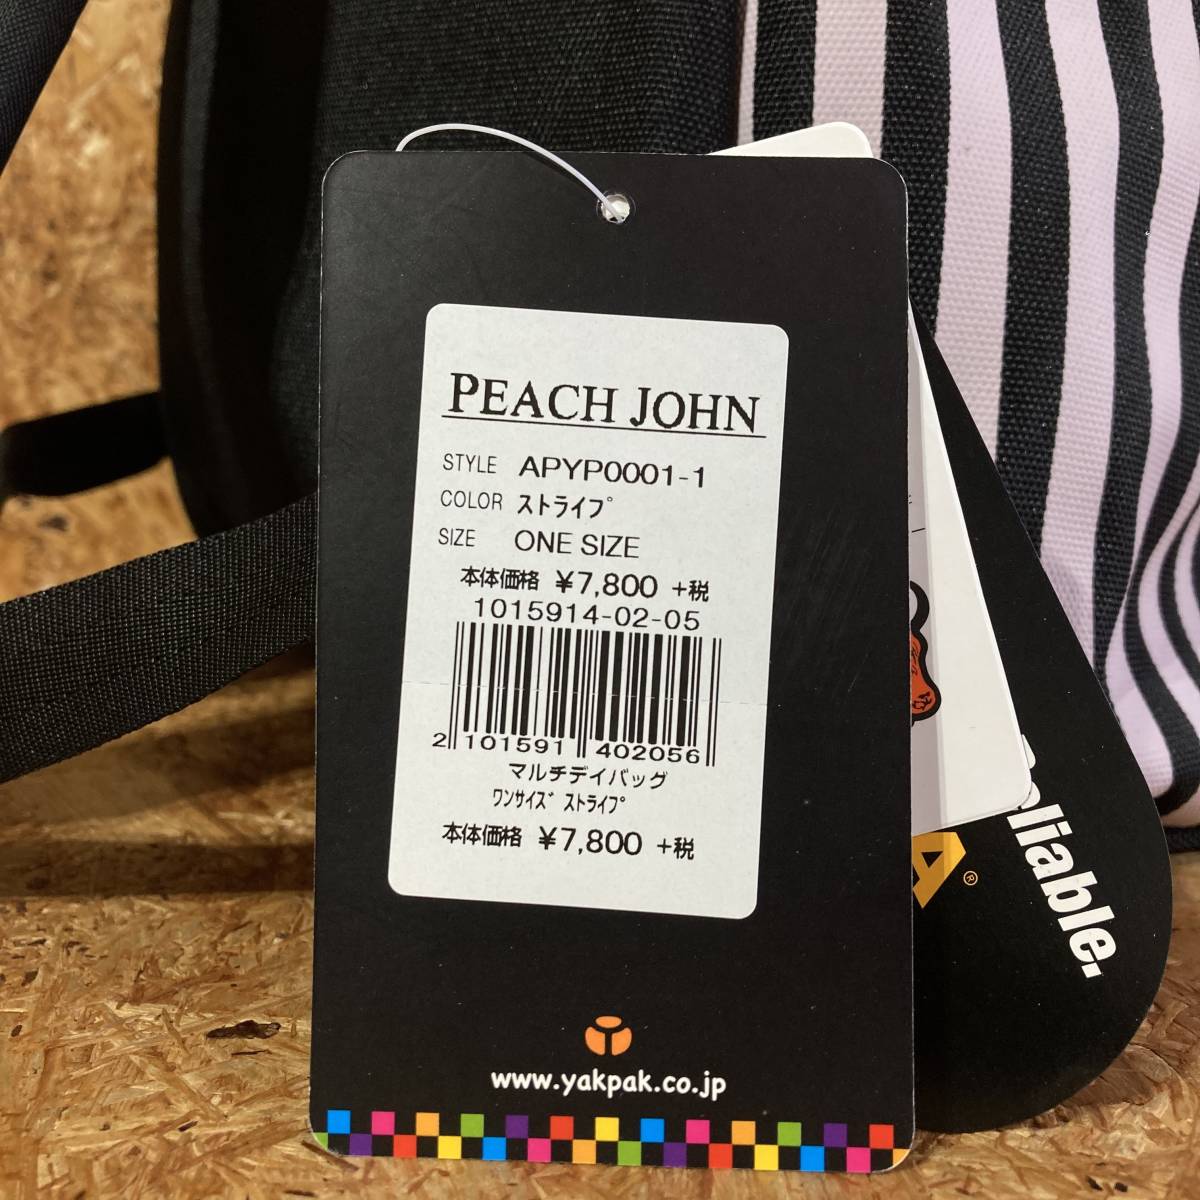 PEACH JOHN
STYLE APYP0001-1
COLOR ストライプ
SIZE ONE SIZE
本体価格 ¥7,800 +税
1015914-02-05
2 101591 402056
マルチデイバッグ
ワンサイズ ストライプ
本体価格 ¥7,800 +税
www.yakpak.co.jp
A®
liable.